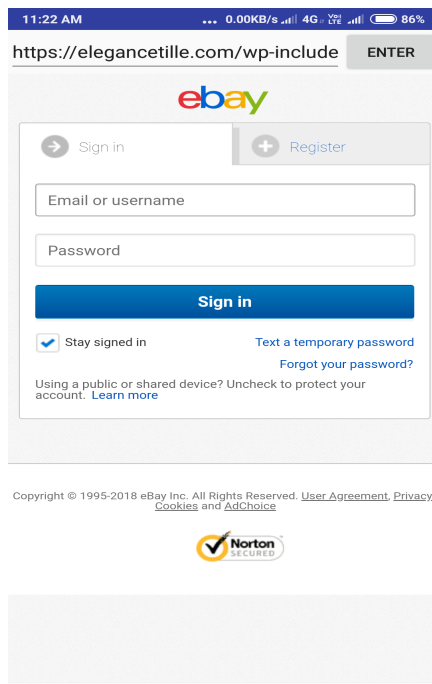 11:22 AM ... 0.00KB/s 4G VoLTE 86%
https://elegancetille.com/wp-include ENTER
ebay
Sign in Register
Email or username
Password
Sign in
Stay signed in Text a temporary password
Forgot your password?
Using a public or shared device? Uncheck to protect your
account. Learn more
Copyright © 1995-2018 eBay Inc. All Rights Reserved. User Agreement, Privacy
Cookies and AdChoice
Norton
SECURED